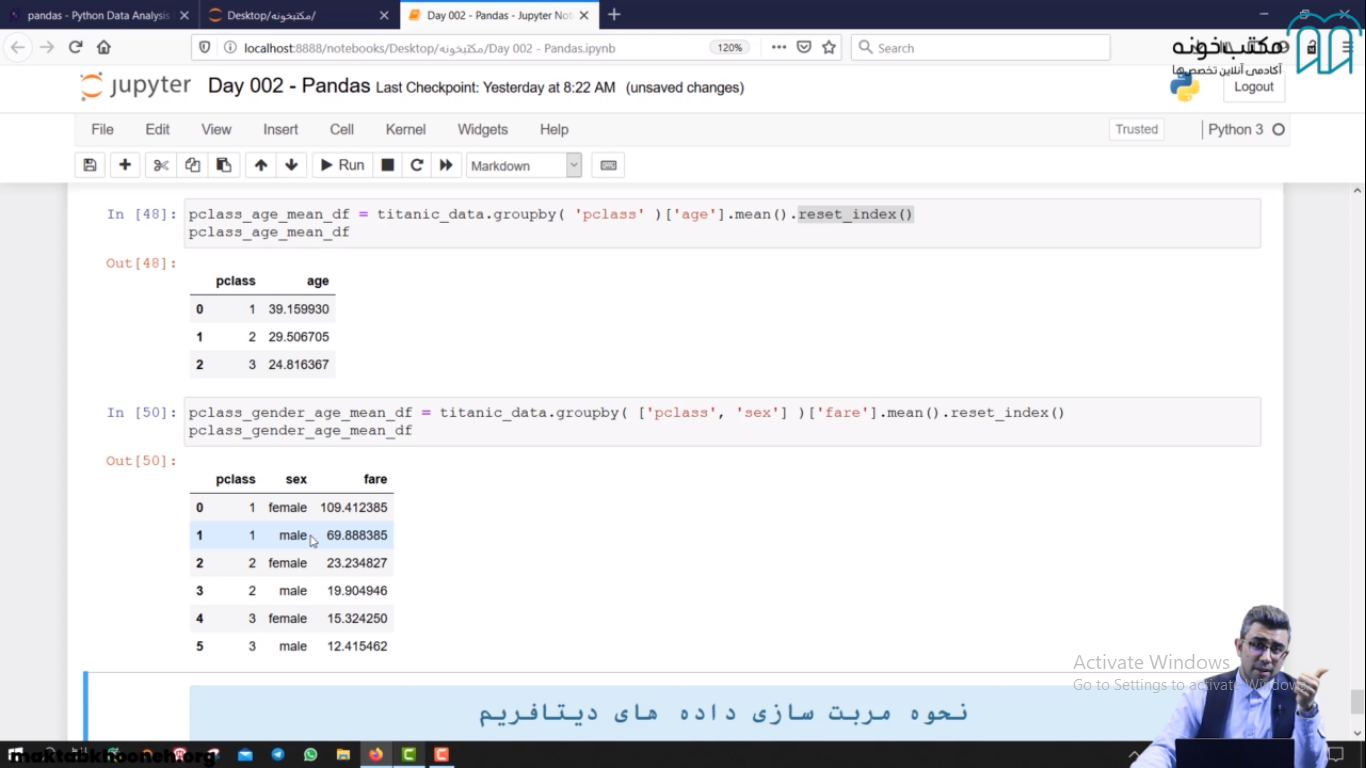 pandas - Python Data Analysis
Desktop/مکتبخونه/
Day 002 - Pandas - Jupyter Not
localhost:8888/notebooks/Desktop/مکتبخونه/Day 002 - Pandas.ipynb
120%
Search
مکتب‌خونه
آکادمی آنلاین تخصص‌ها
jupyter Day 002 - Pandas Last Checkpoint: Yesterday at 8:22 AM (unsaved changes)
Logout
File Edit View Insert Cell Kernel Widgets Help
Trusted
Python 3
Run
Markdown
In [48]: pclass_age_mean_df = titanic_data.groupby( 'pclass' )['age'].mean().reset_index()
pclass_age_mean_df
Out[48]:
pclass age
0 1 39.159930
1 2 29.506705
2 3 24.816367
In [50]: pclass_gender_age_mean_df = titanic_data.groupby( ['pclass', 'sex'] )['fare'].mean().reset_index()
pclass_gender_age_mean_df
Out[50]:
pclass sex fare
0 1 female 109.412385
1 1 male 69.888385
2 2 female 23.234827
3 2 male 19.904946
4 3 female 15.324250
5 3 male 12.415462
Activate Windows
Go to Settings to activate Windows.
نحوه مربت سازی داده های دیتافریم
maktabkhooneh.org